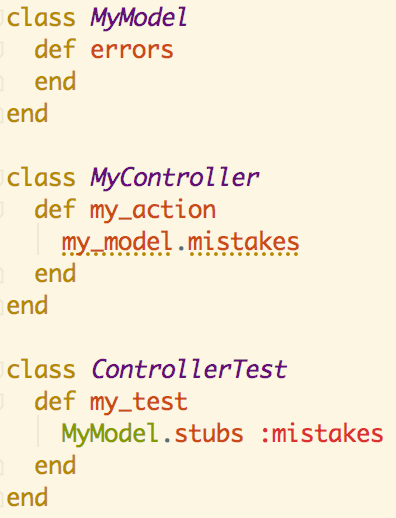 class MyModel
  def errors
  end
end

class MyController
  def my_action
    my_model.mistakes
  end
end

class ControllerTest
  def my_test
    MyModel.stubs :mistakes
  end
end